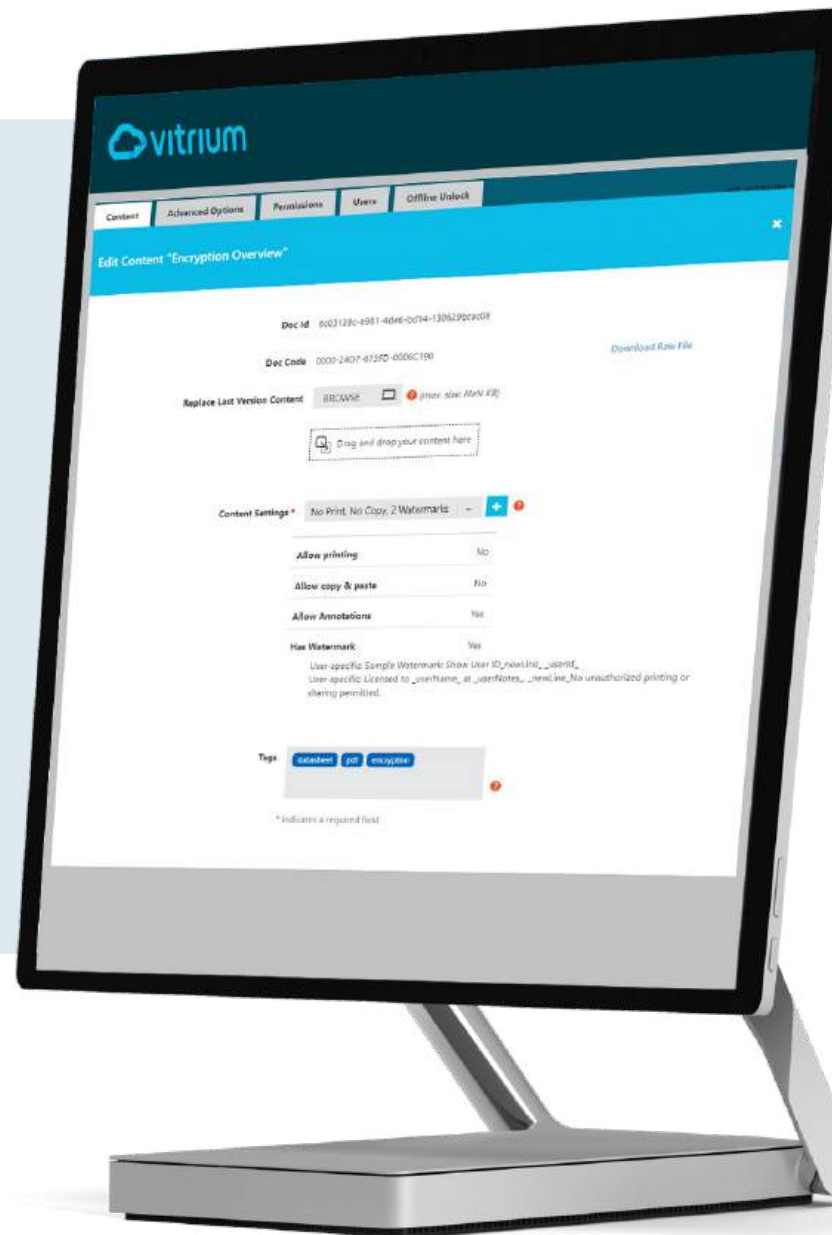 vitrium
Content Advanced Options Permissions Users Offline Unlock
Edit Content "Encryption Overview"
Doc Id
Doc Code
Download Raw File
Replace Last Version Content BROWSE (max. size: NaN KB)
Drag and drop your content here
Content Settings * No Print, No Copy, 2 Watermarks
Allow printing No
Allow copy & paste No
Allow Annotations Yes
Has Watermark Yes
User-specific Sample Watermark: Show User ID_newLine_ _userId_
User-specific Licensed to _userName_ at _userNotes_. _newLine_No unauthorized printing or
sharing permitted.
Tags datasheet pdf encryption
* indicates a required field